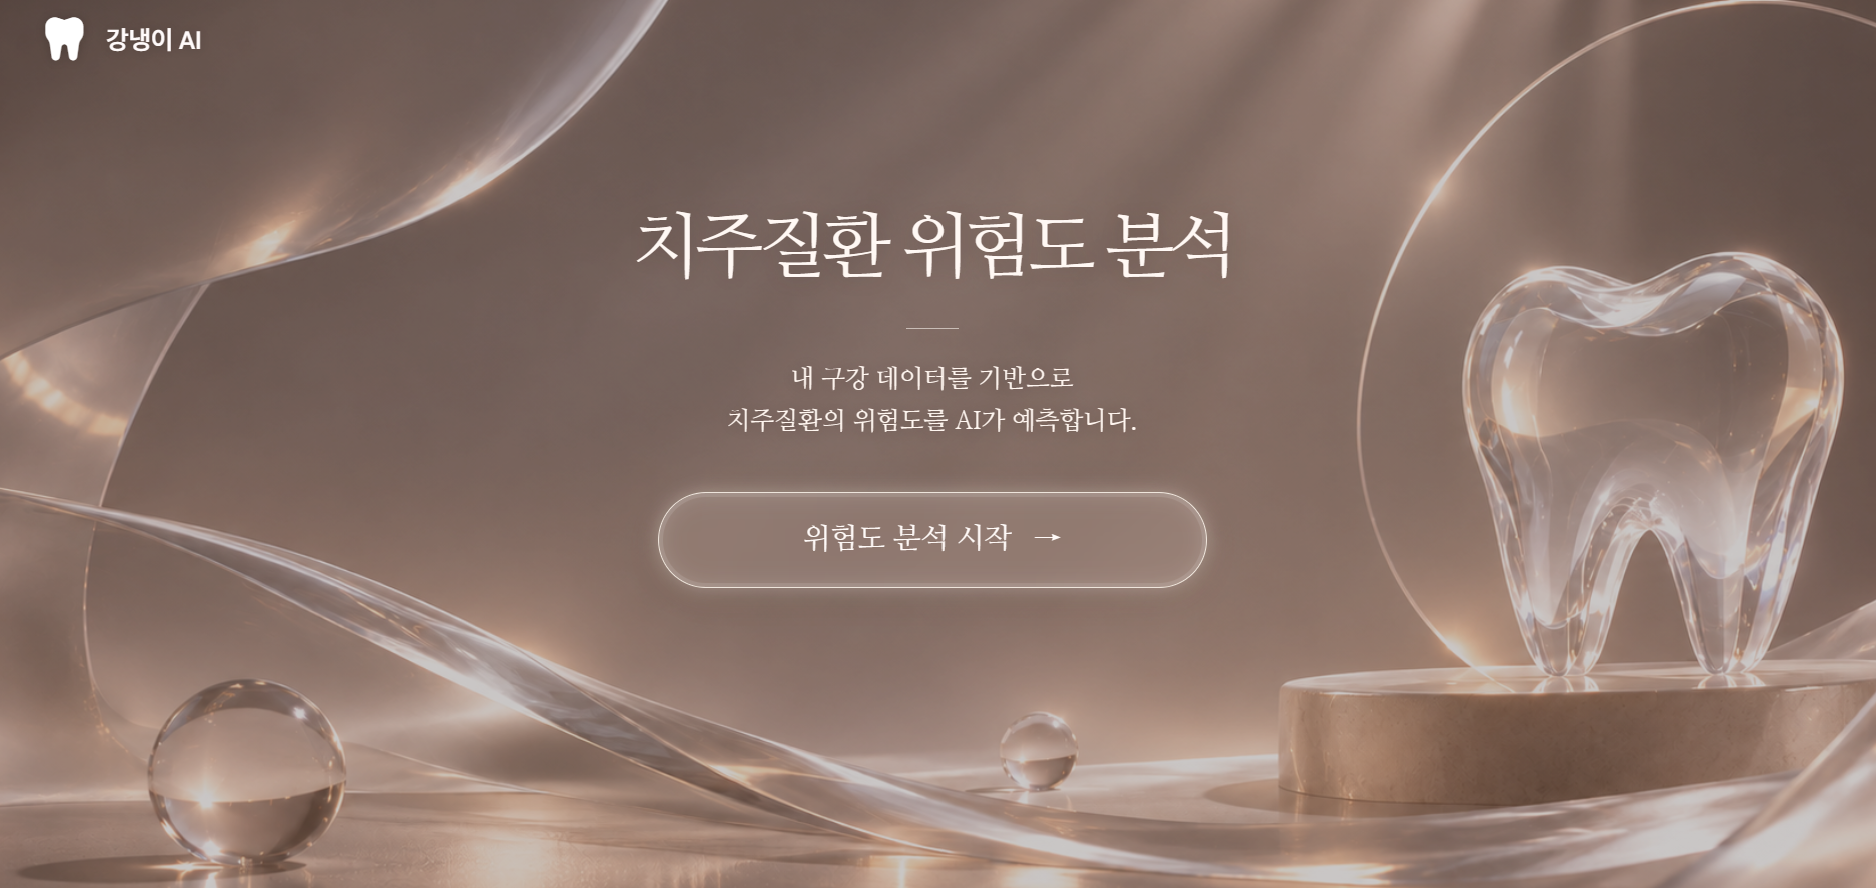 강냉이 AI
치주질환 위험도 분석
내 구강 데이터를 기반으로
치주질환의 위험도를 AI가 예측합니다.
위험도 분석 시작 →